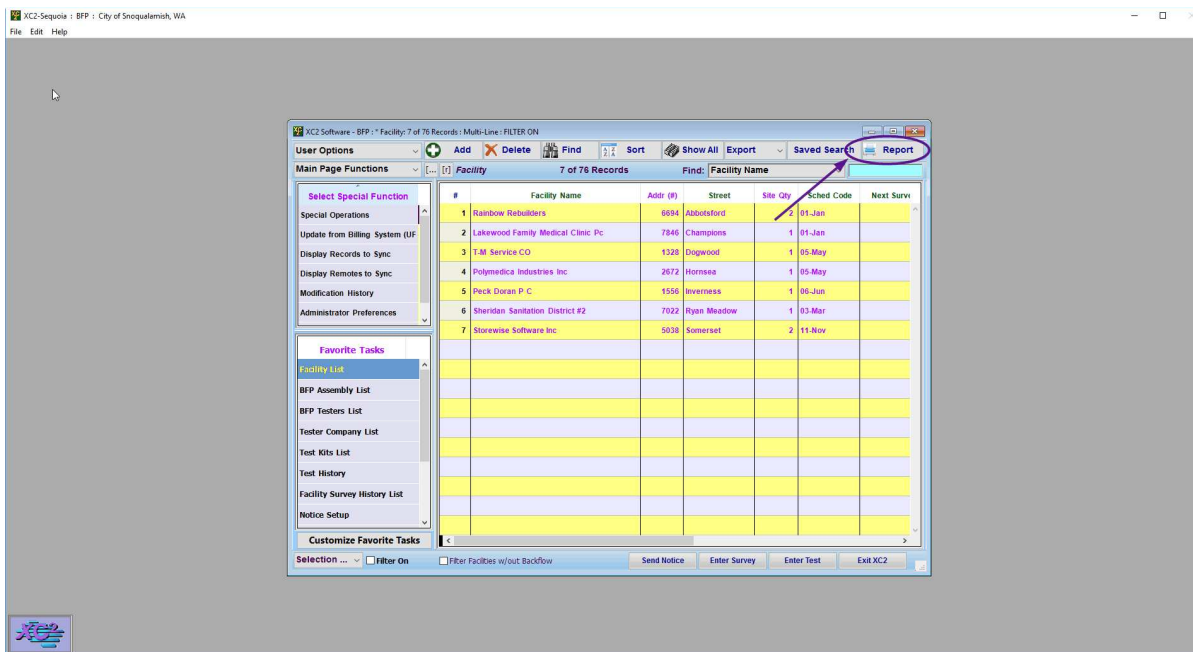 XC2-Sequoia : BFP : City of Snoqualamish, WA
File Edit Help
XC2 Software - BFP : * Facility: 7 of 76 Records : Multi-Line : FILTER ON
User Options Add Delete Find Sort Show All Export Saved Search Report
Main Page Functions [... [r] Facility 7 of 76 Records Find: Facility Name
Select Special Function
Special Operations
Update from Billing System (UF
Display Records to Sync
Display Remotes to Sync
Modification History
Administrator Preferences
Favorite Tasks
Facility List
BFP Assembly List
BFP Testers List
Tester Company List
Test Kits List
Test History
Facility Survey History List
Notice Setup
Customize Favorite Tasks
# Facility Name Addr (#) Street Site Qty Sched Code Next Surve
1 Rainbow Rebuilders 6694 Abbotsford 2 01-Jan
2 Lakewood Family Medical Clinic Pc 7846 Champions 1 01-Jan
3 T-M Service CO 1328 Dogwood 1 05-May
4 Polymedica Industries Inc 2672 Hornsea 1 05-May
5 Peck Doran P C 1556 Inverness 1 06-Jun
6 Sheridan Sanitation District #2 7022 Ryan Meadow 1 03-Mar
7 Storewise Software Inc 5038 Somerset 2 11-Nov
Selection ... Filter On Filter Facilities w/out Backflow Send Notice Enter Survey Enter Test Exit XC2
XC2